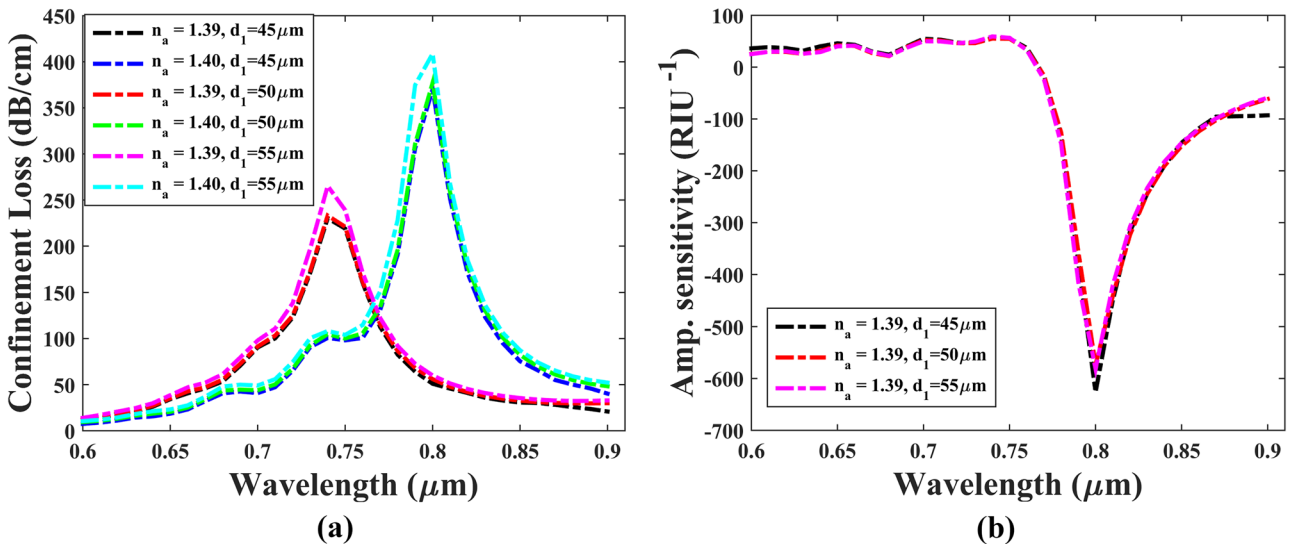 450
400
350
300
250
200
150
100
50
0
Confinement Loss (dB/cm)
n_a = 1.39, d_1=45μm
n_a = 1.40, d_1=45μm
n_a = 1.39, d_1=50μm
n_a = 1.40, d_1=50μm
n_a = 1.39, d_1=55μm
n_a = 1.40, d_1=55μm
0.6 0.65 0.7 0.75 0.8 0.85 0.9
Wavelength (μm)
(a)
100
0
-100
-200
-300
-400
-500
-600
-700
Amp. sensitivity (RIU ^-1)
n_a = 1.39, d_1=45μm
n_a = 1.39, d_1=50μm
n_a = 1.39, d_1=55μm
0.6 0.65 0.7 0.75 0.8 0.85 0.9
Wavelength (μm)
(b)